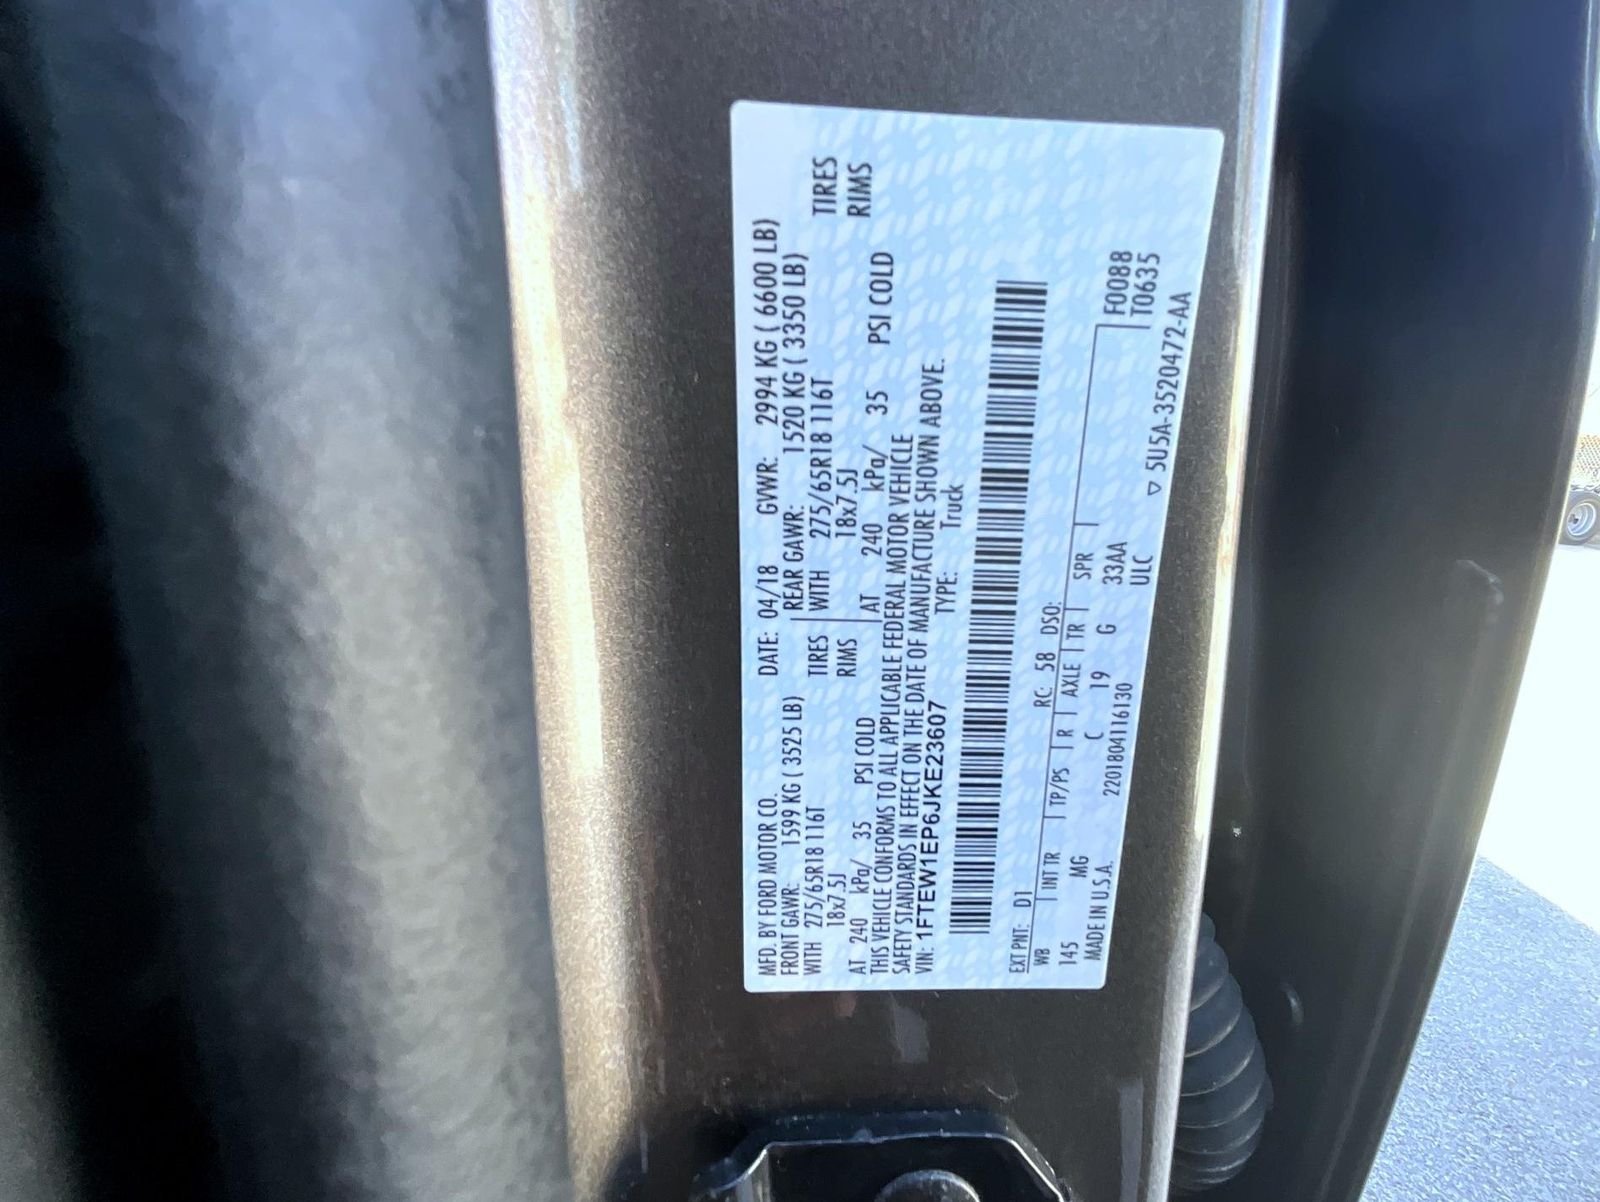 MFD. BY FORD MOTOR CO. DATE: 04/18 GVWR: 2994 KG ( 6600 LB)
FRONT GAWR: 1599 KG ( 3525 LB) REAR GAWR: 1520 KG ( 3350 LB)
WITH 275/65R18 116T TIRES WITH 275/65R18 116T TIRES
18x7.5J RIMS 18x7.5J RIMS
AT 240 kPa/ 35 PSI COLD AT 240 kPa/ 35 PSI COLD
THIS VEHICLE CONFORMS TO ALL APPLICABLE FEDERAL MOTOR VEHICLE
SAFETY STANDARDS IN EFFECT ON THE DATE OF MANUFACTURE SHOWN ABOVE.
VIN: 1FTEW1EP6JKE23607 TYPE: Truck
EXT PNT: D1 RC: 58 DSO:
WB INT TR TP/PS R AXLE TR SPR
145 MG C 19 G 33AA F0088
MADE IN U.S.A. 220180411613O ULC T0635
5U5A-3520472-AA